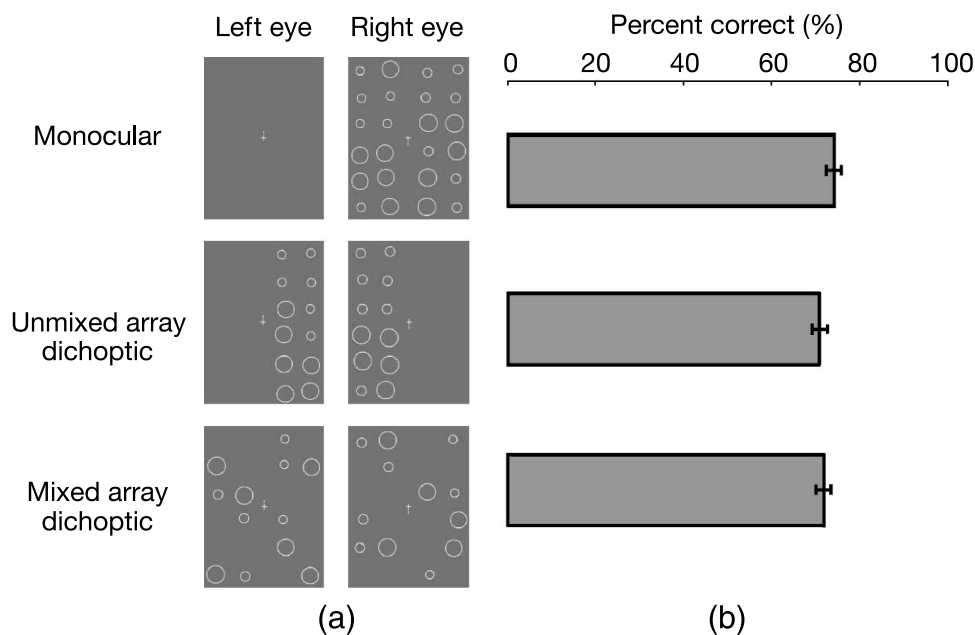 Left eye
Right eye
Percent correct (%)
0 20 40 60 80 100
Monocular
Unmixed array
dichoptic
Mixed array
dichoptic
(a)
(b)